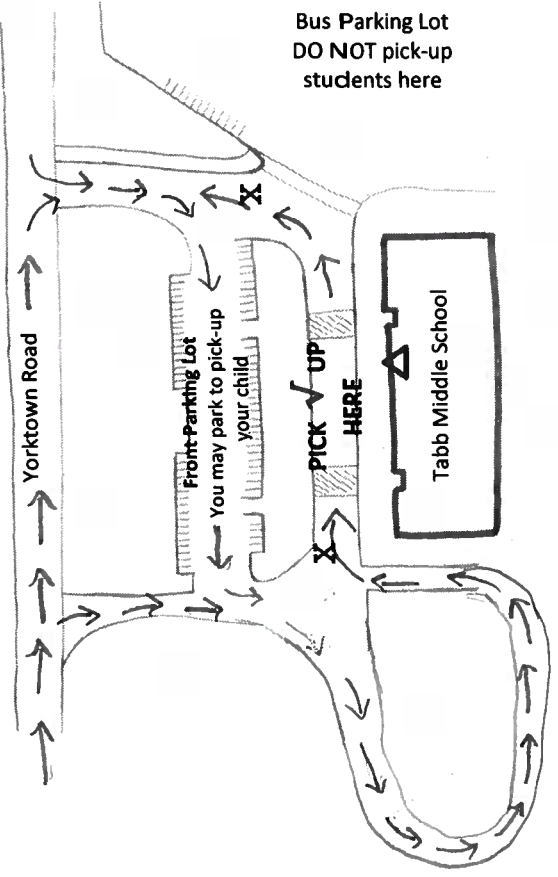 Bus Parking Lot
DO NOT pick-up
students here
X
Yorktown Road
Front Parking Lot
You may park to pick-up
your child
PICK √ UP
HERE
X
Tabb Middle School